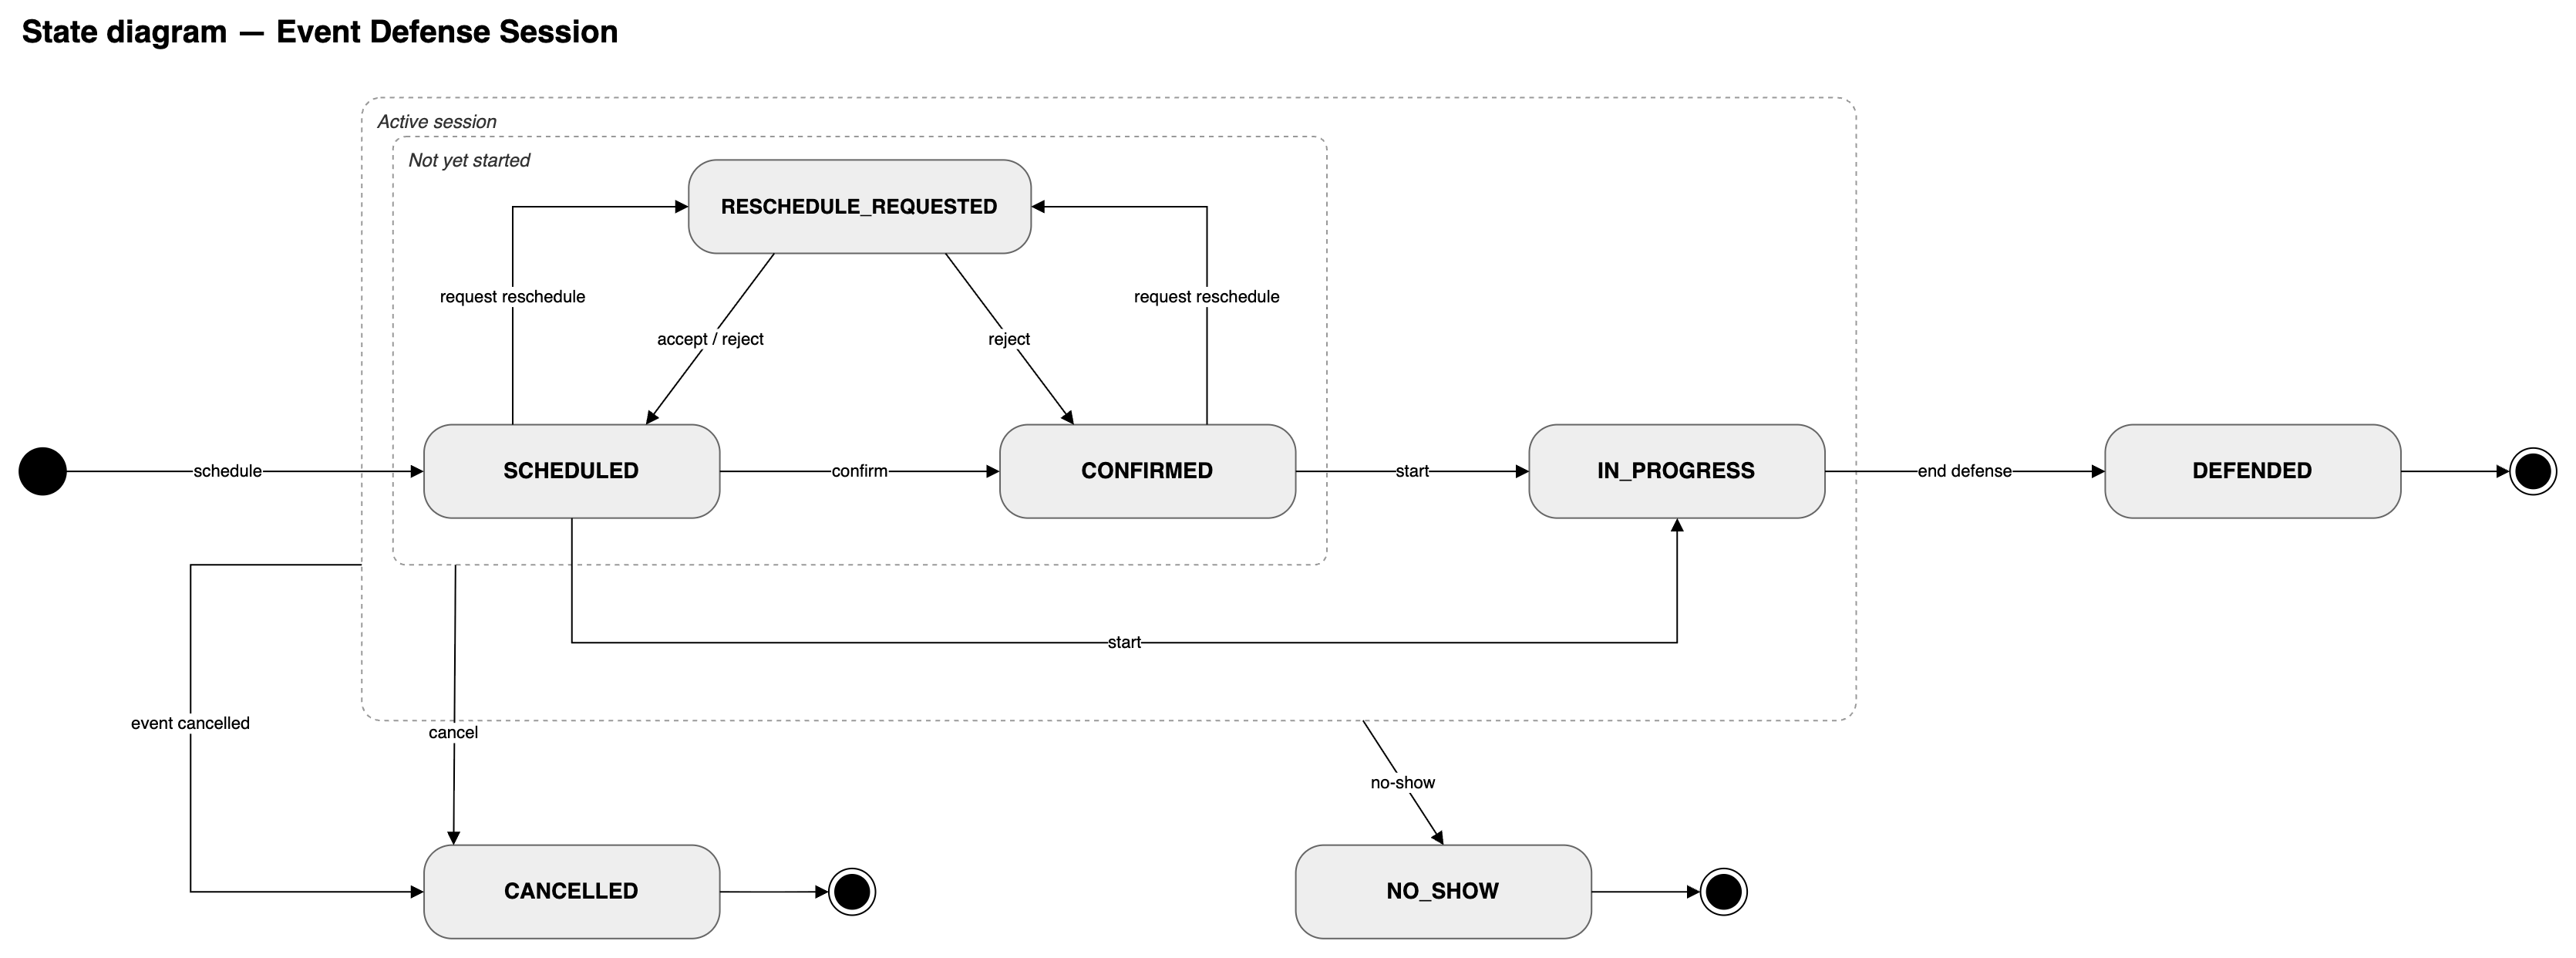 State diagram — Event Defense Session
Active session
Not yet started
RESCHEDULE_REQUESTED
request reschedule
request reschedule
accept / reject
reject
schedule
SCHEDULED
confirm
CONFIRMED
start
IN_PROGRESS
end defense
DEFENDED
start
event cancelled
cancel
no-show
CANCELLED
NO_SHOW